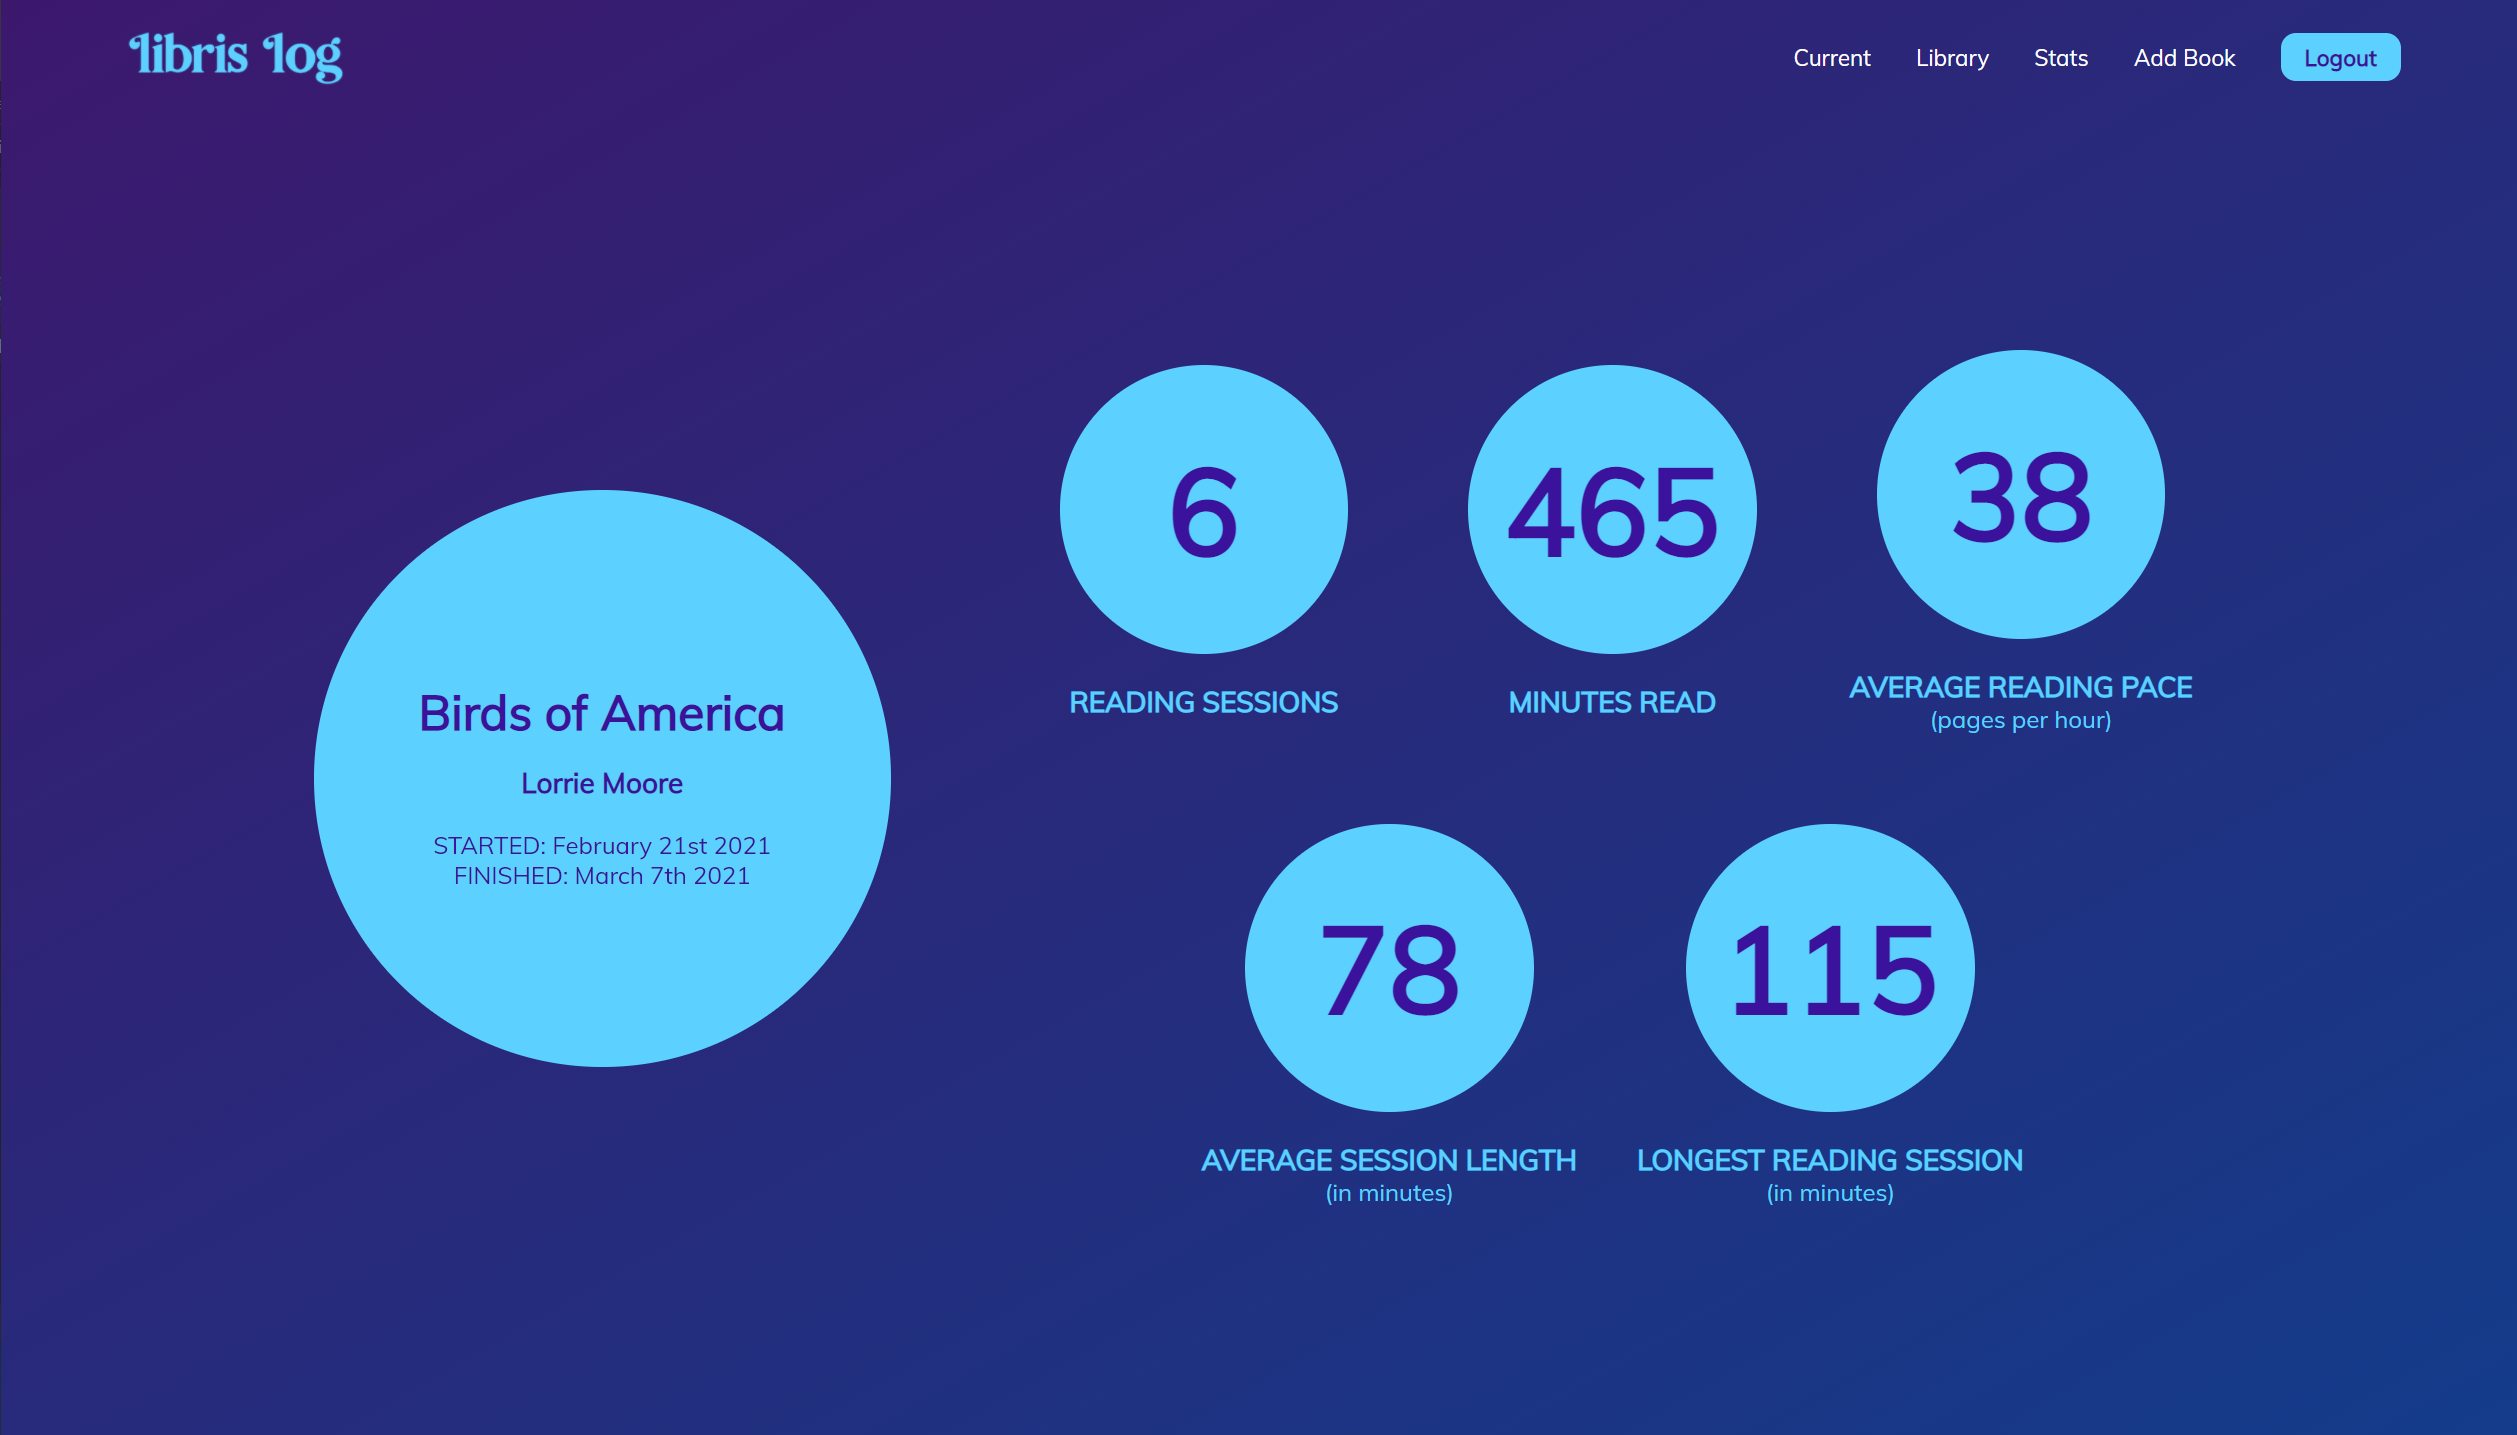 libris log
Current Library Stats Add Book Logout
Birds of America
Lorrie Moore
STARTED: February 21st 2021
FINISHED: March 7th 2021
6
READING SESSIONS
465
MINUTES READ
38
AVERAGE READING PACE
(pages per hour)
78
AVERAGE SESSION LENGTH
(in minutes)
115
LONGEST READING SESSION
(in minutes)